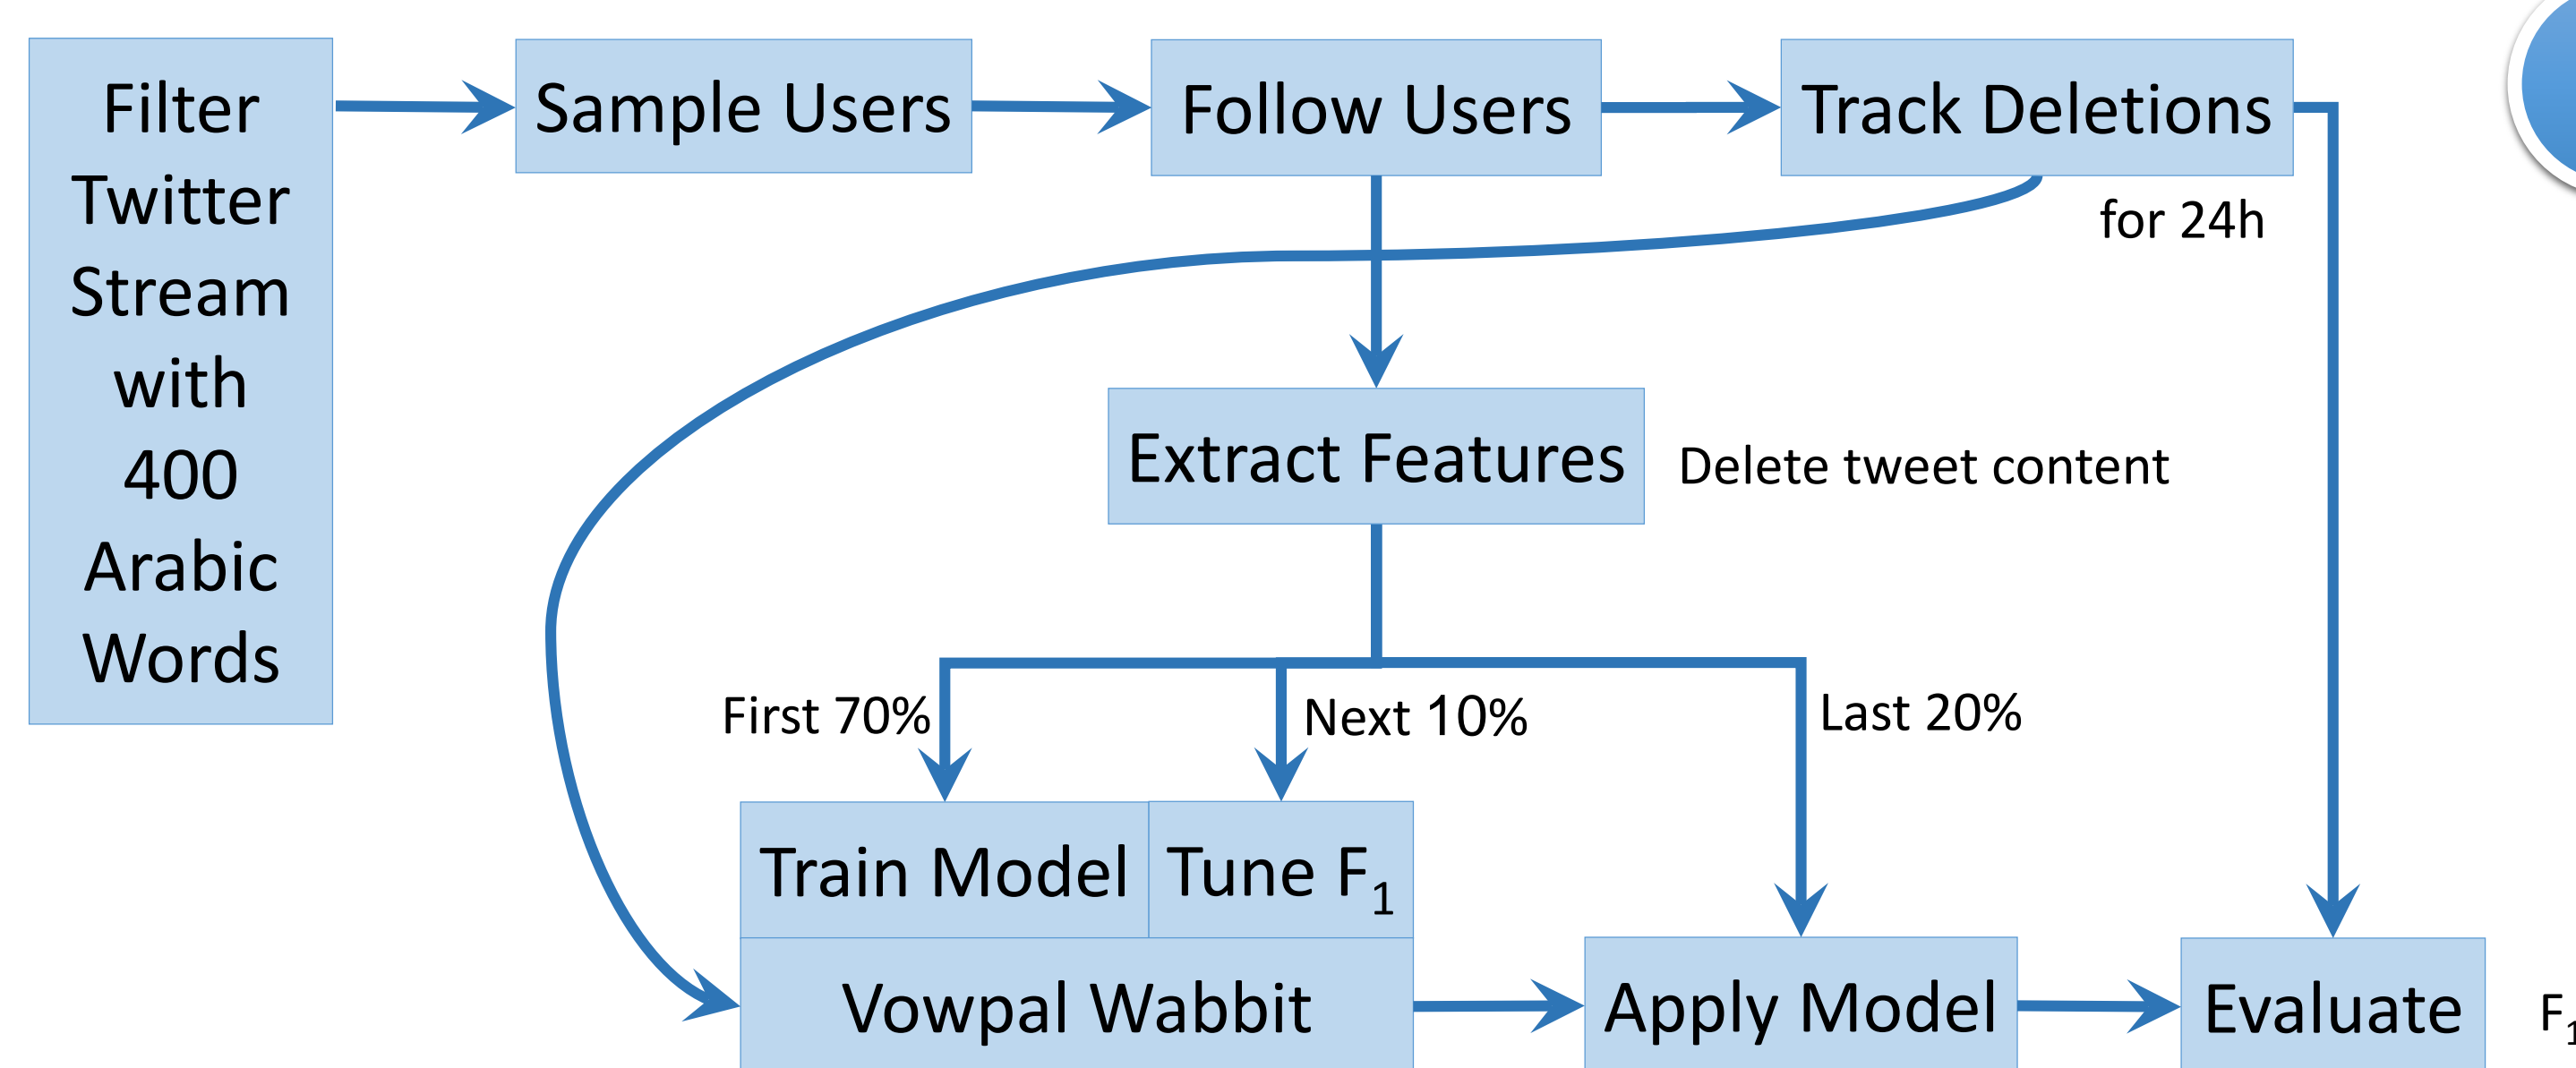 Filter
Twitter
Stream
with
400
Arabic
Words
Sample Users
Follow Users
Track Deletions
for 24h
Extract Features
Delete tweet content
First 70%
Next 10%
Last 20%
Train Model
Tune F₁
Vowpal Wabbit
Apply Model
Evaluate
F₁